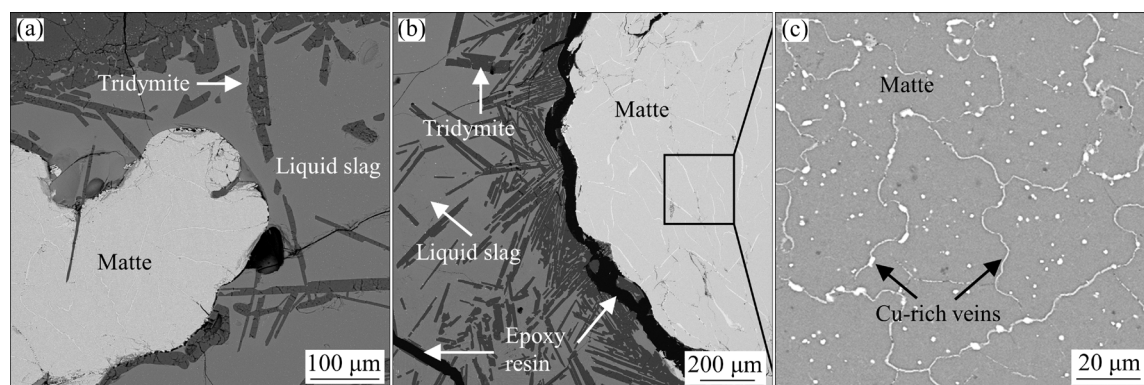 (a)
Tridymite
Liquid slag
Matte
100 μm
(b)
Matte
Tridymite
Liquid slag
Epoxy
resin
200 μm
(c)
Matte
Cu-rich veins
20 μm